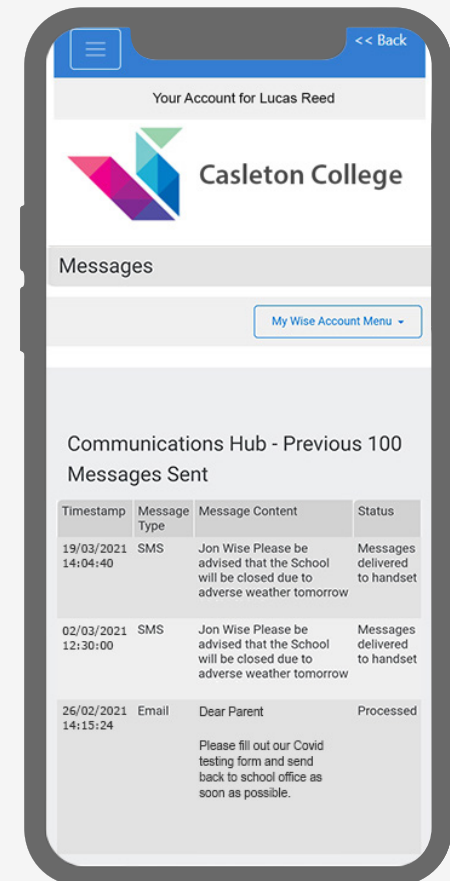 << Back
Your Account for Lucas Reed
Casleton College
Messages
My Wise Account Menu
Communications Hub - Previous 100
Messages Sent
Timestamp Message Type Message Content Status
19/03/2021 14:04:40 SMS Jon Wise Please be advised that the School will be closed due to adverse weather tomorrow Messages delivered to handset
02/03/2021 12:30:00 SMS Jon Wise Please be advised that the School will be closed due to adverse weather tomorrow Messages delivered to handset
26/02/2021 14:15:24 Email Dear Parent Processed
Please fill out our Covid
testing form and send
back to school office as
soon as possible.